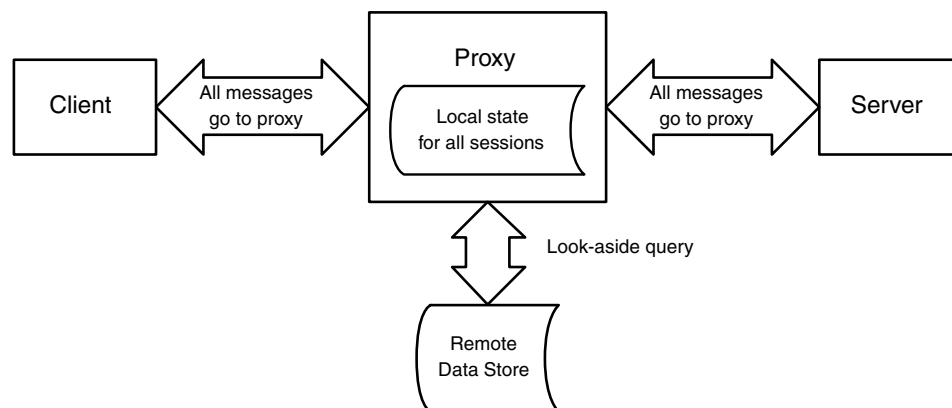 Proxy
Client
All messages
go to proxy
Local state
for all sessions
All messages
go to proxy
Server
Look-aside query
Remote
Data Store